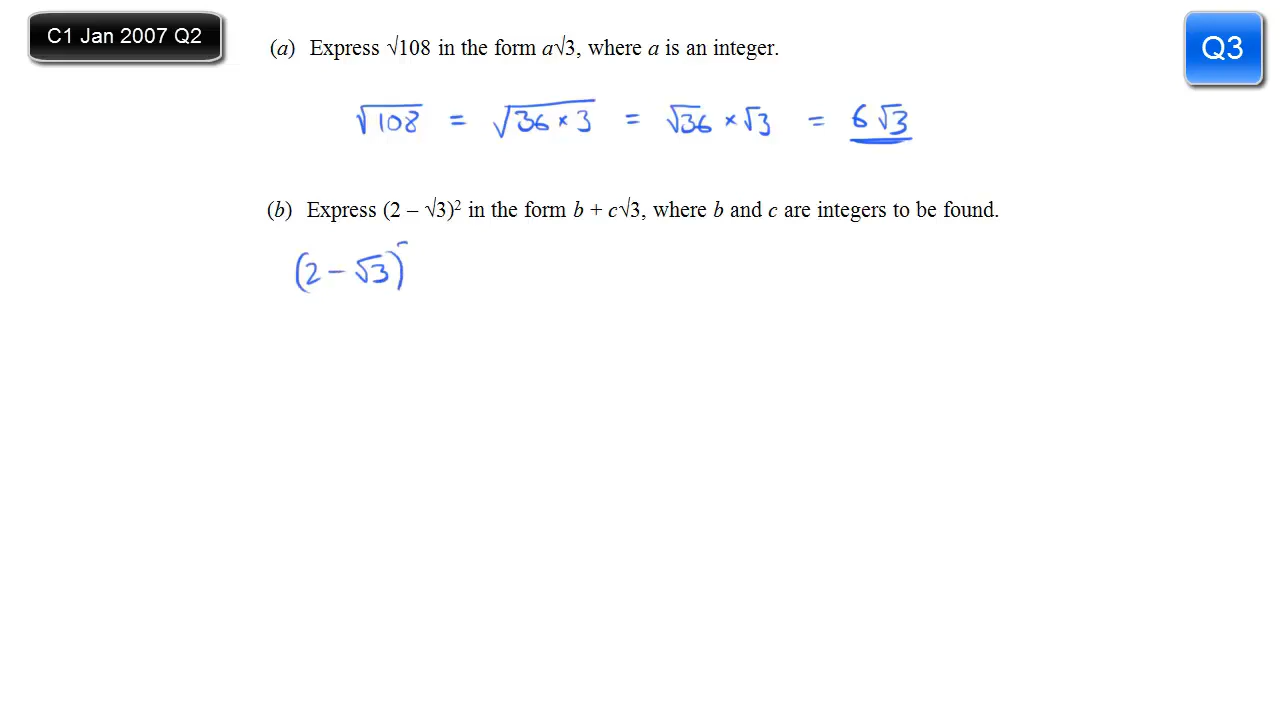 C1 Jan 2007 Q2
(a) Express √108 in the form a√3, where a is an integer.
Q3
√108 = √36 × 3 = √36 × √3 = 6√3
(b) Express (2 – √3)² in the form b + c√3, where b and c are integers to be found.
(2 − √3)